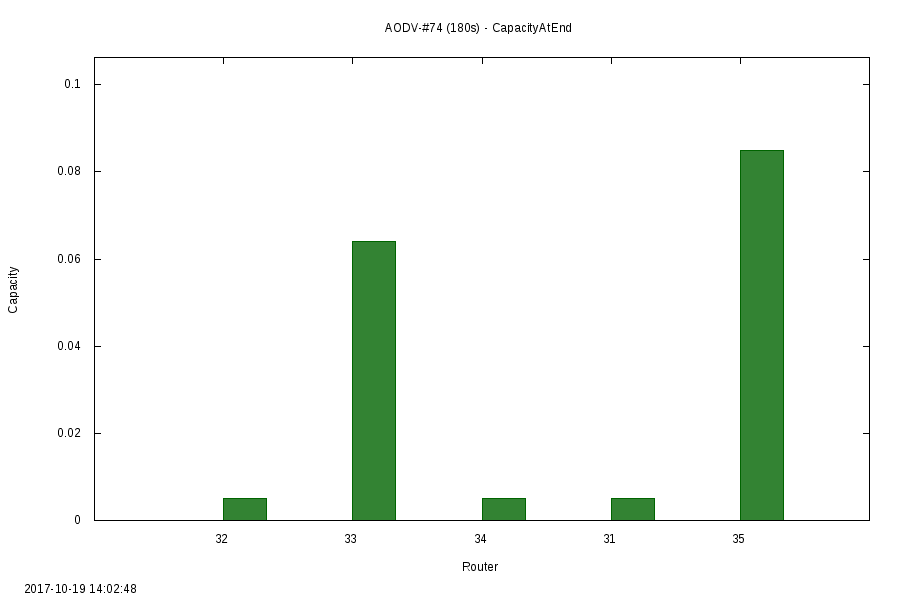 AODV-#74 (180s) - CapacityAtEnd
0.1
0.08
0.06
0.04
0.02
0
Capacity
32 33 34 31 35
Router
2017-10-19 14:02:48